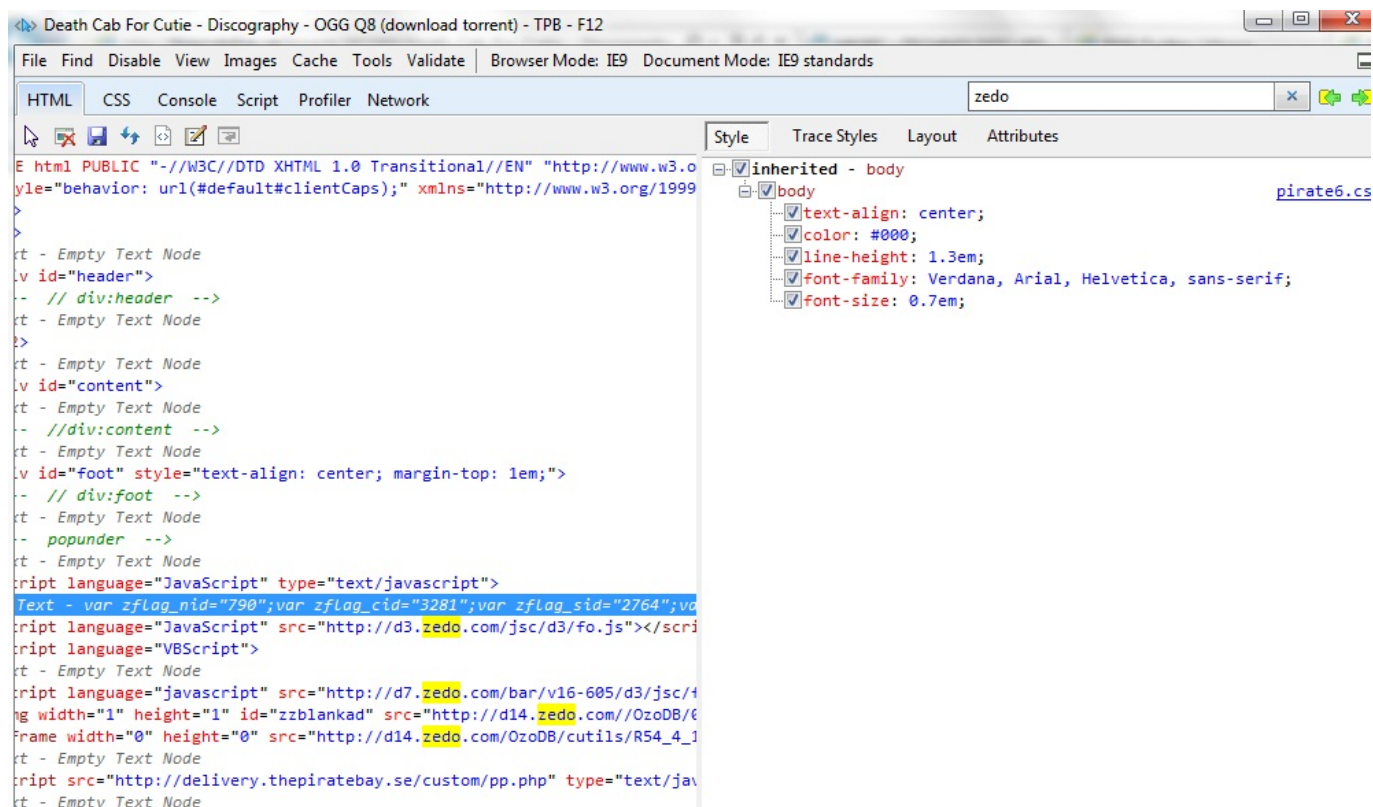 Death Cab For Cutie - Discography - OGG Q8 (download torrent) - TPB - F12
File Find Disable View Images Cache Tools Validate Browser Mode: IE9 Document Mode: IE9 standards
HTML CSS Console Script Profiler Network zedo
Style Trace Styles Layout Attributes
E html PUBLIC "-//W3C//DTD XHTML 1.0 Transitional//EN" "http://www.w3.o
yle="behavior: url(#default#clientCaps);" xmlns="http://www.w3.org/1999
>
>
xt - Empty Text Node
iv id="header">
-- // div:header -->
xt - Empty Text Node
2>
xt - Empty Text Node
iv id="content">
xt - Empty Text Node
-- //div:content -->
xt - Empty Text Node
iv id="foot" style="text-align: center; margin-top: 1em;">
-- // div:foot -->
xt - Empty Text Node
-- popunder -->
xt - Empty Text Node
cript language="JavaScript" type="text/javascript">
Text - var zflag_nid="790";var zflag_cid="3281";var zflag_sid="2764";va
cript language="JavaScript" src="http://d3.zedo.com/jsc/d3/fo.js"></scri
cript language="VBScript">
xt - Empty Text Node
cript language="javascript" src="http://d7.zedo.com/bar/v16-605/d3/jsc/f
mg width="1" height="1" id="zzblankad" src="http://d14.zedo.com//OzoDB/0
frame width="0" height="0" src="http://d14.zedo.com/OzoDB/cutils/R54_4_1
xt - Empty Text Node
cript src="http://delivery.thepiratebay.se/custom/pp.php" type="text/jav
xt - Empty Text Node
inherited - body
body pirate6.cs
text-align: center;
color: #000;
line-height: 1.3em;
font-family: Verdana, Arial, Helvetica, sans-serif;
font-size: 0.7em;